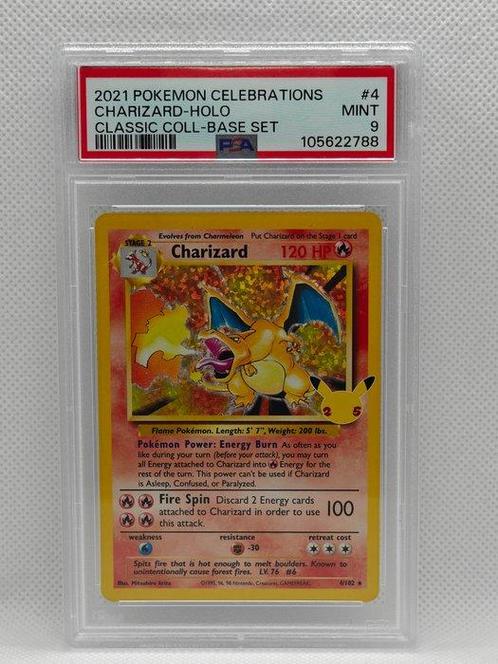 2021 POKEMON CELEBRATIONS #4
CHARIZARD-HOLO MINT
CLASSIC COLL-BASE SET 9
PSA 105622788
Evolves from Charmeleon Put Charizard on the Stage 1 card
STAGE 2
Charizard 120 HP
25
Flame Pokémon. Length: 5' 7", Weight: 200 lbs.
Pokémon Power: Energy Burn As often as you
like during your turn (before your attack), you may turn
all Energy attached to Charizard into Energy for the
rest of the turn. This power can't be used if Charizard
is Asleep, Confused, or Paralyzed.
Fire Spin Discard 2 Energy cards
attached to Charizard in order to use 100
this attack.
weakness resistance retreat cost
-30
Spits fire that is hot enough to melt boulders. Known to
unintentionally cause forest fires. LV. 76 #6
Illus. Mitsuhiro Arita ©1995, 96, 98 Nintendo, Creatures, GAMEFREAK. 4/102 ★